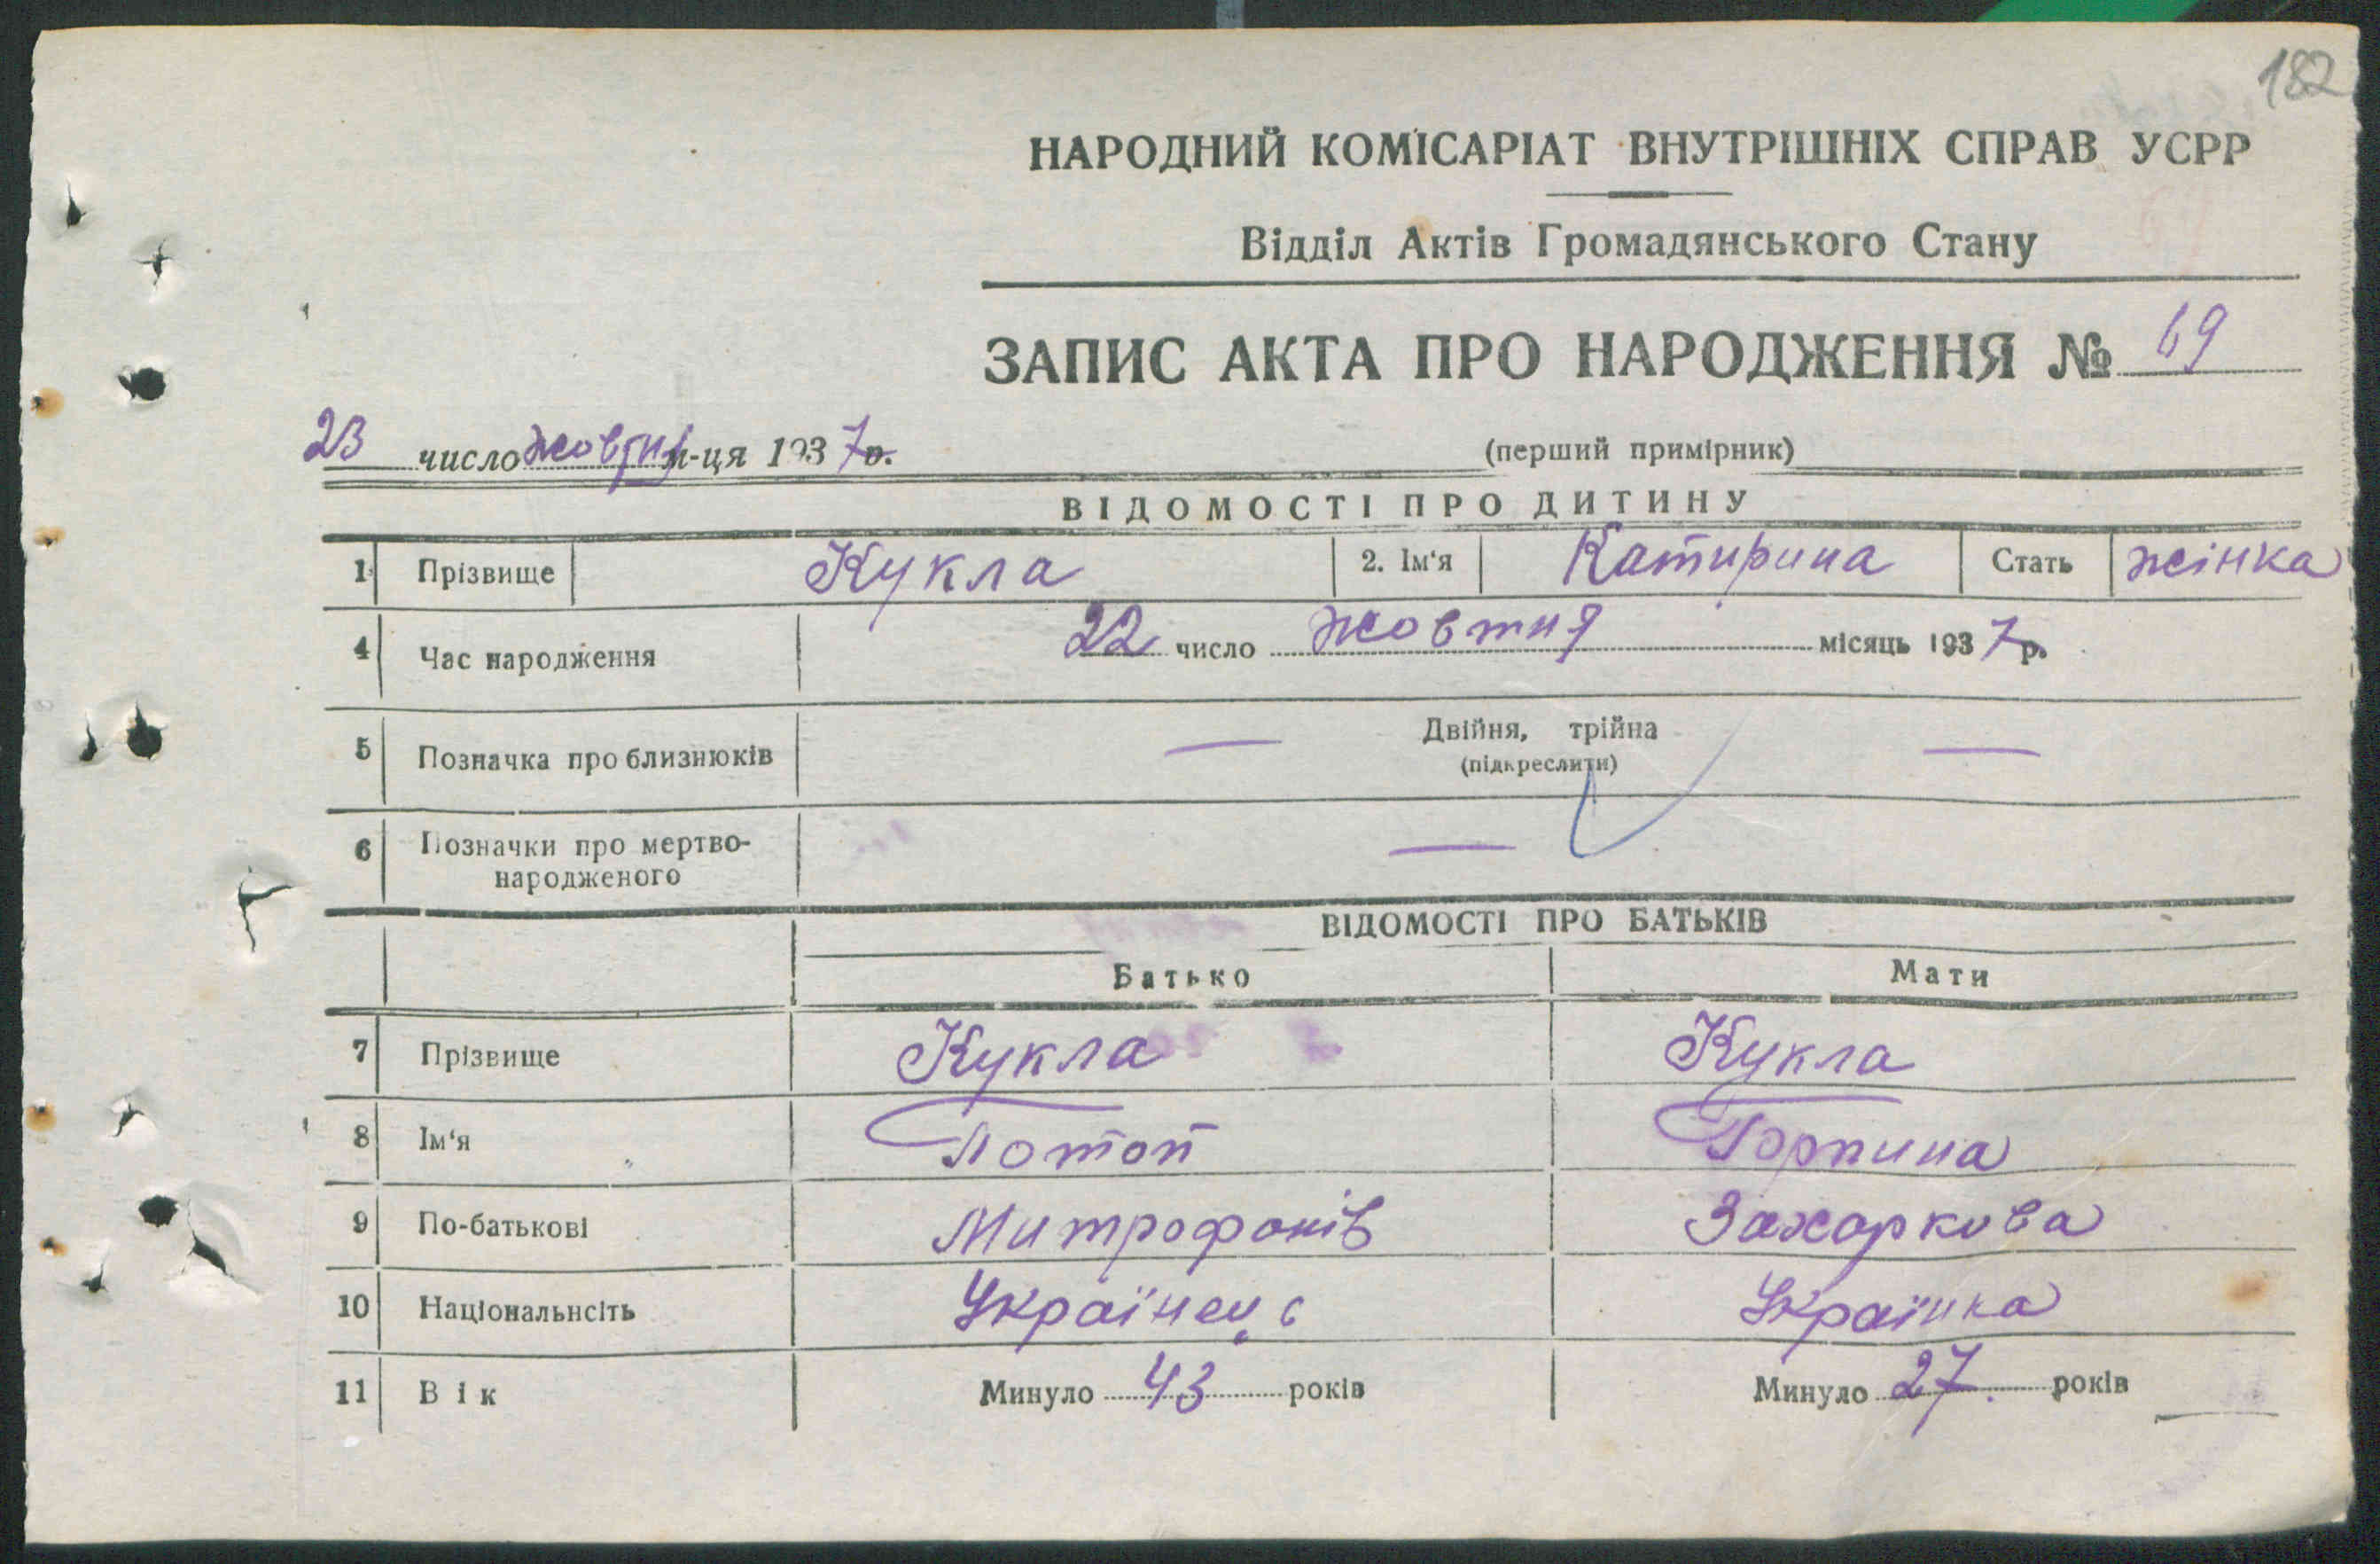 182
НАРОДНИЙ КОМІСАРІАТ ВНУТРІШНІХ СПРАВ УСРР
Відділ Актів Громадянського Стану
ЗАПИС АКТА ПРО НАРОДЖЕННЯ № 69
23 число жовтня м-ця 1937 р.
(перший примірник)
ВІДОМОСТІ ПРО ДИТИНУ
1 Прізвище Кукла 2. Ім'я Катирина Стать жінка
4 Час народження 22 число жовтня місяць 1937 р.
5 Позначка про близнюків — Двійня, трійна —
(підкреслити)
6 Позначки про мертво-
народженого —
ВІДОМОСТІ ПРО БАТЬКІВ
Батько Мати
7 Прізвище Кукла Кукла
8 Ім'я Потоп Горпина
9 По-батькові Митрофонів Захаркова
10 Національнсіть Українець Українка
11 Вік Минуло 43 років Минуло 27 років